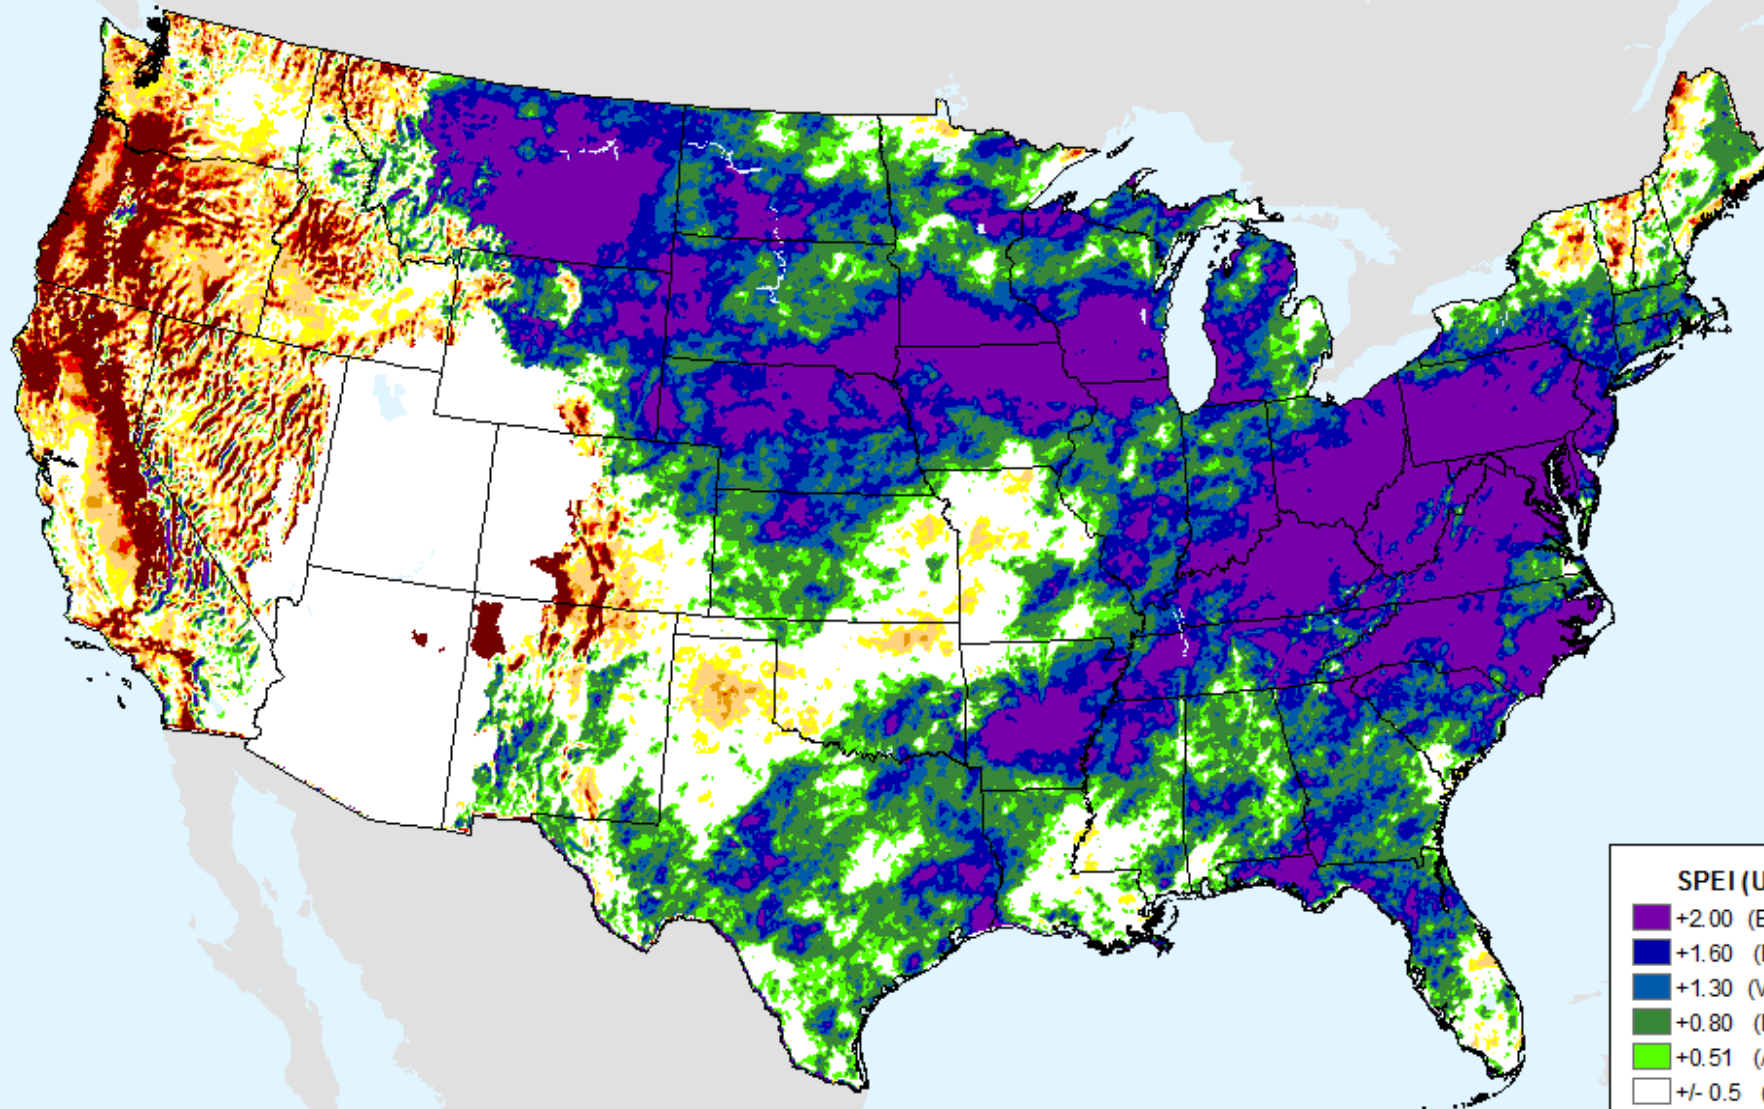 SPEI (U
+2.00 (E
+1.60 (
+1.30 (V
+0.80 (
+0.51 (
+/- 0.5 (